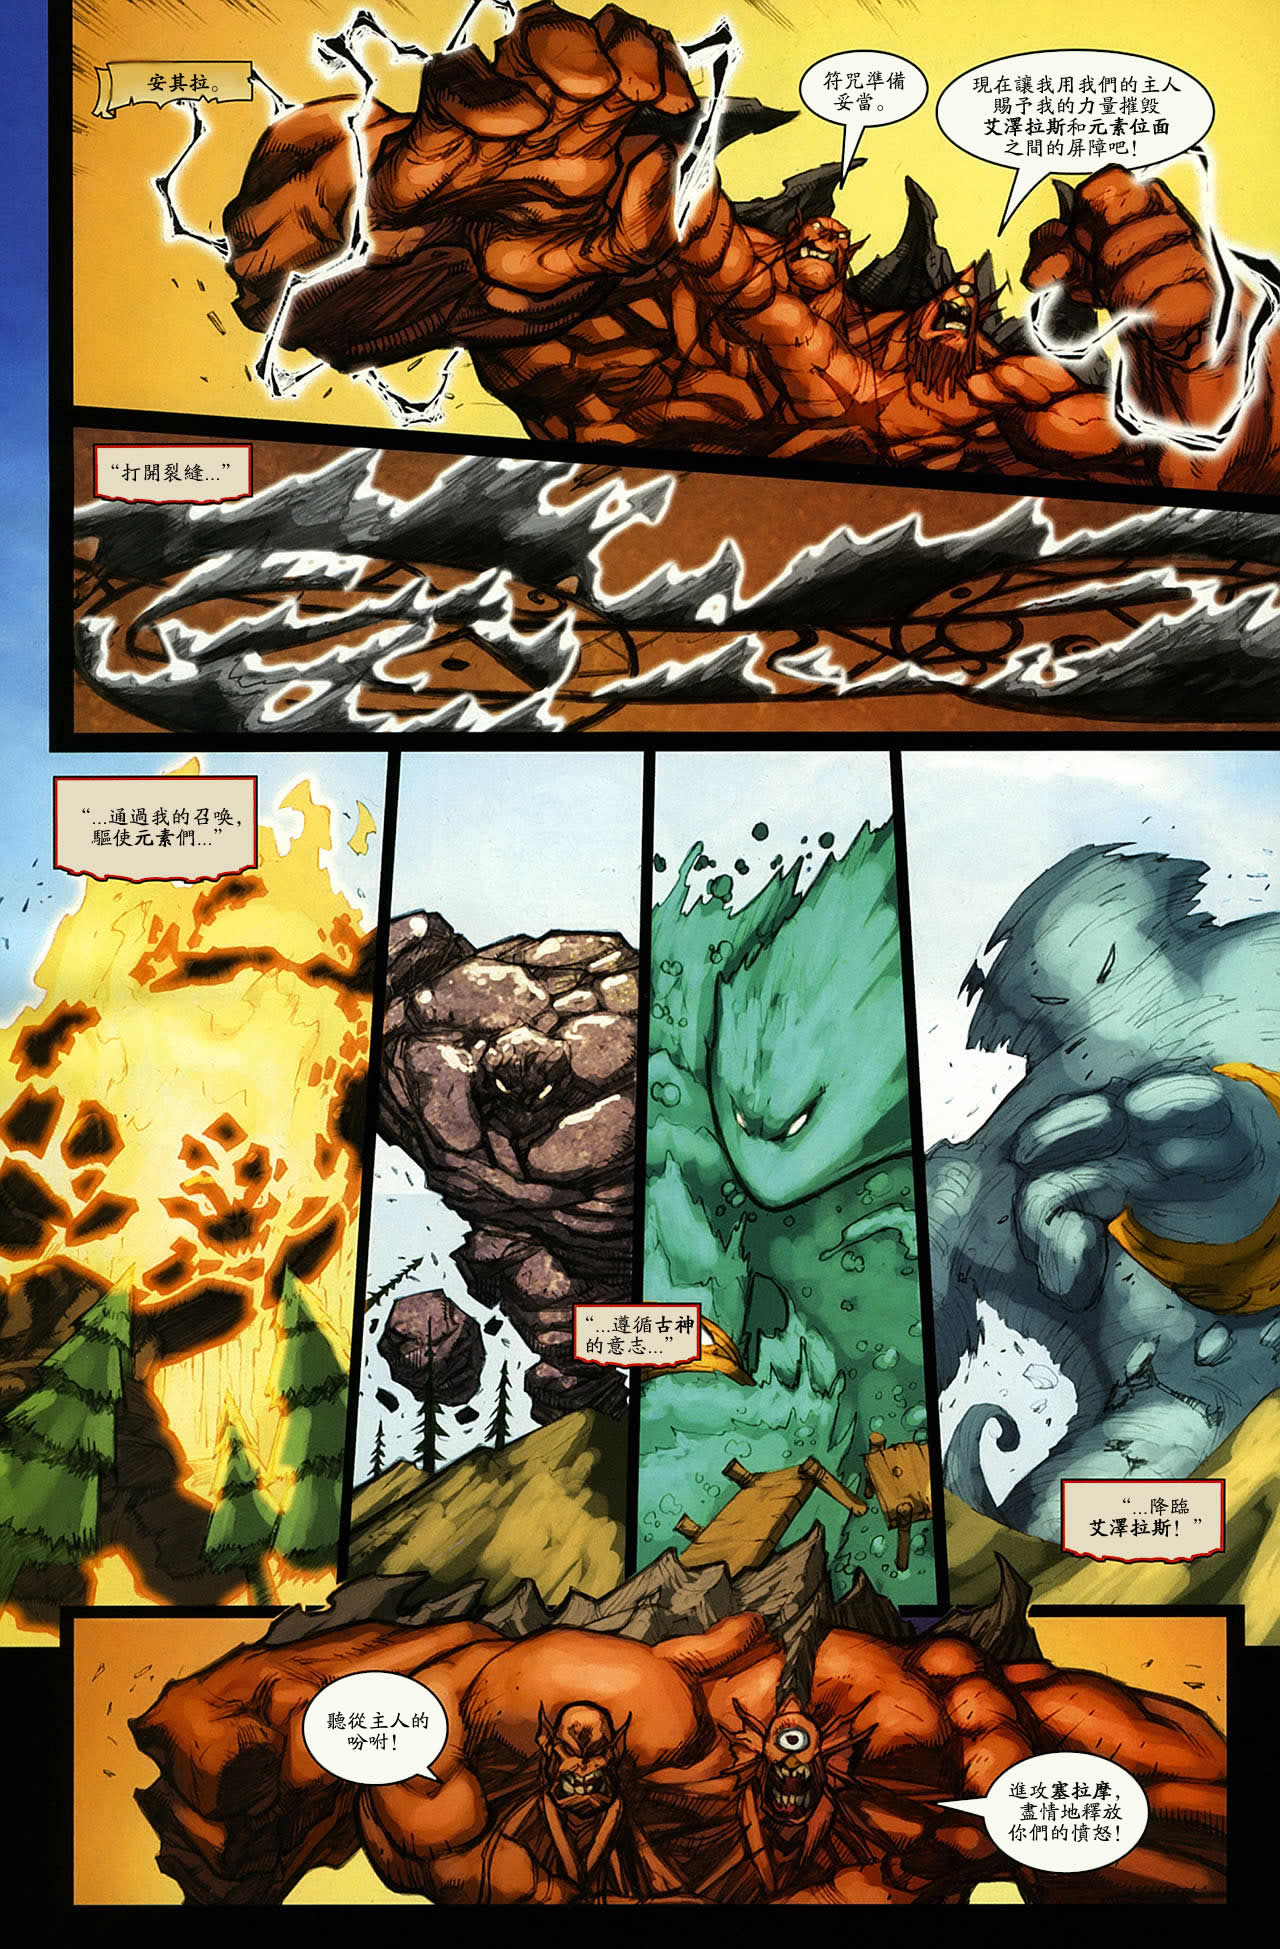 安其拉。
符咒準備
妥當。
現在讓我用我們的主人
賜予我的力量摧毀
艾澤拉斯和元素位面
之間的屏障吧！
“打開裂縫...”
“...通過我的召喚，
驅使元素們...”
“...遵循古神
的意志...”
“...降臨
艾澤拉斯！”
聽從主人的
吩咐！
進攻塞拉摩，
盡情地釋放
你們的憤怒！